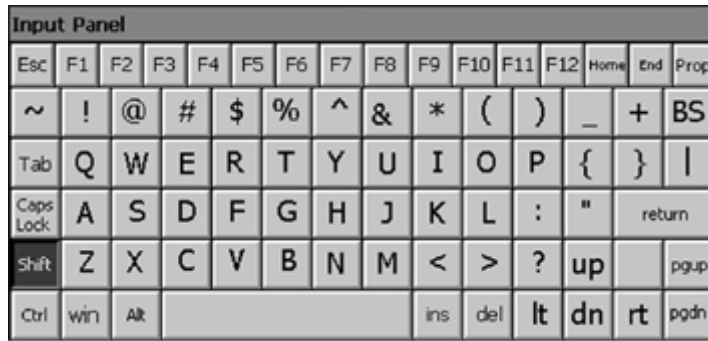 Input Panel
Esc F1 F2 F3 F4 F5 F6 F7 F8 F9 F10 F11 F12 Home End Prop
~ ! @ # $ % ^ & * ( ) _ + BS
Tab Q W E R T Y U I O P { } |
Caps Lock A S D F G H J K L : " return
Shift Z X C V B N M < > ? up pgup
Ctrl win Alt ins del lt dn rt pgdn